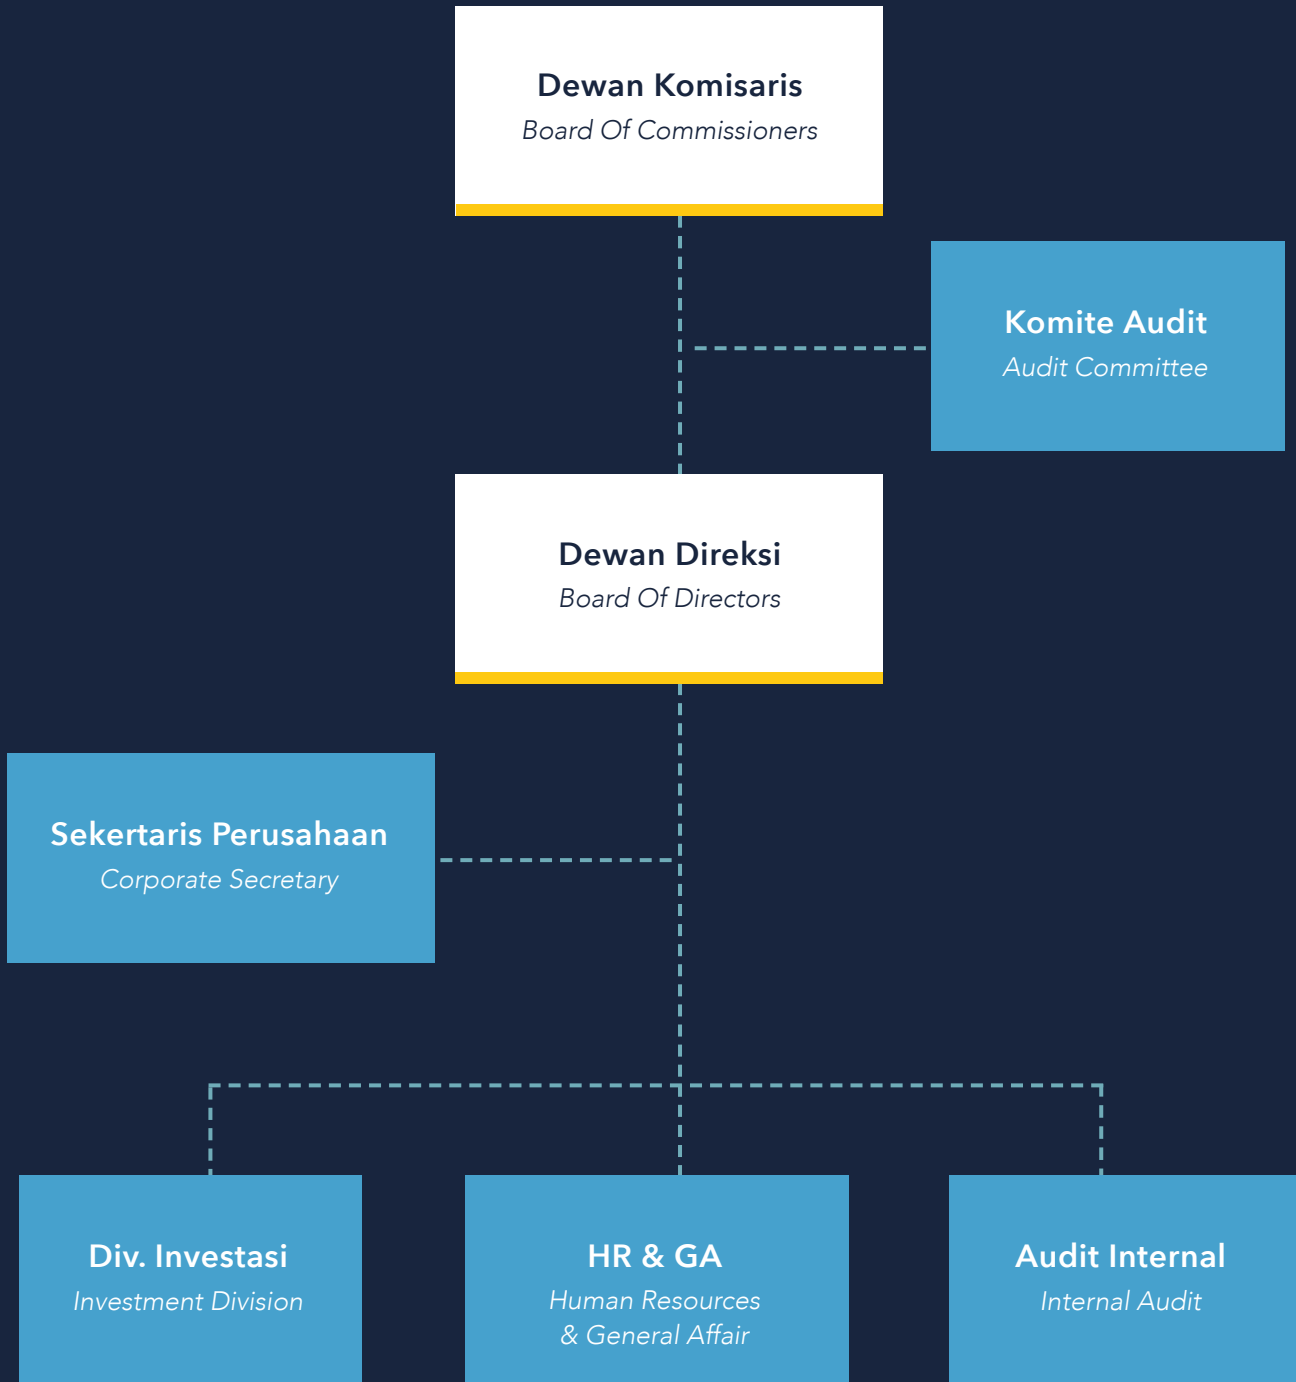 Dewan Komisaris
Board Of Commissioners
Komite Audit
Audit Committee
Dewan Direksi
Board Of Directors
Sekertaris Perusahaan
Corporate Secretary
Div. Investasi
Investment Division
HR & GA
Human Resources
& General Affair
Audit Internal
Internal Audit